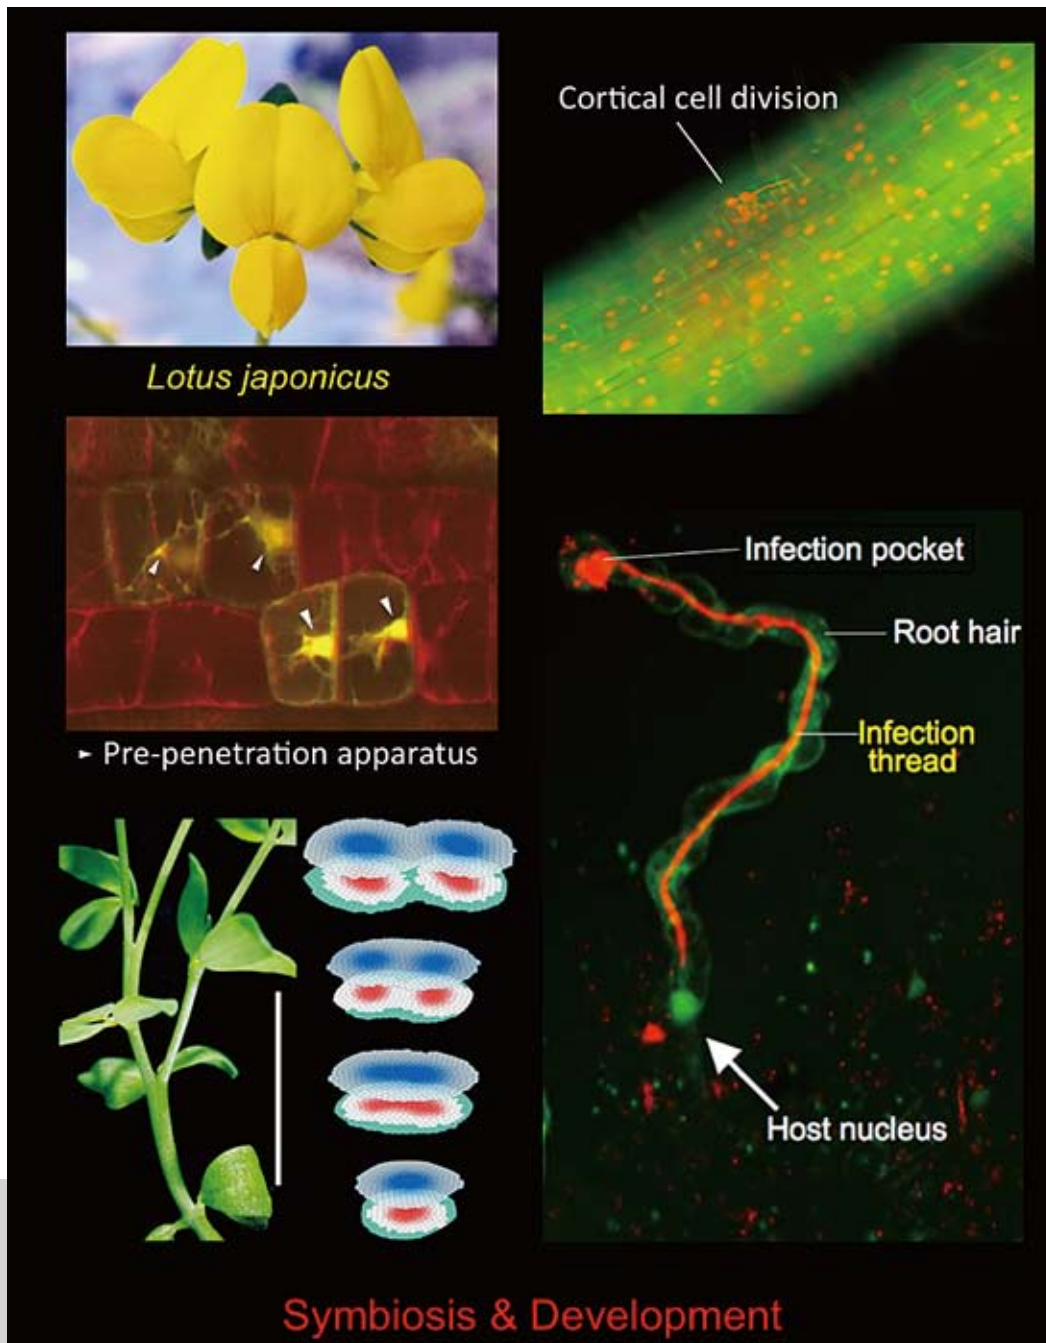 Cortical cell division
Lotus japonicus
► Pre-penetration apparatus
Infection pocket
Root hair
Infection
thread
Host nucleus
Symbiosis & Development